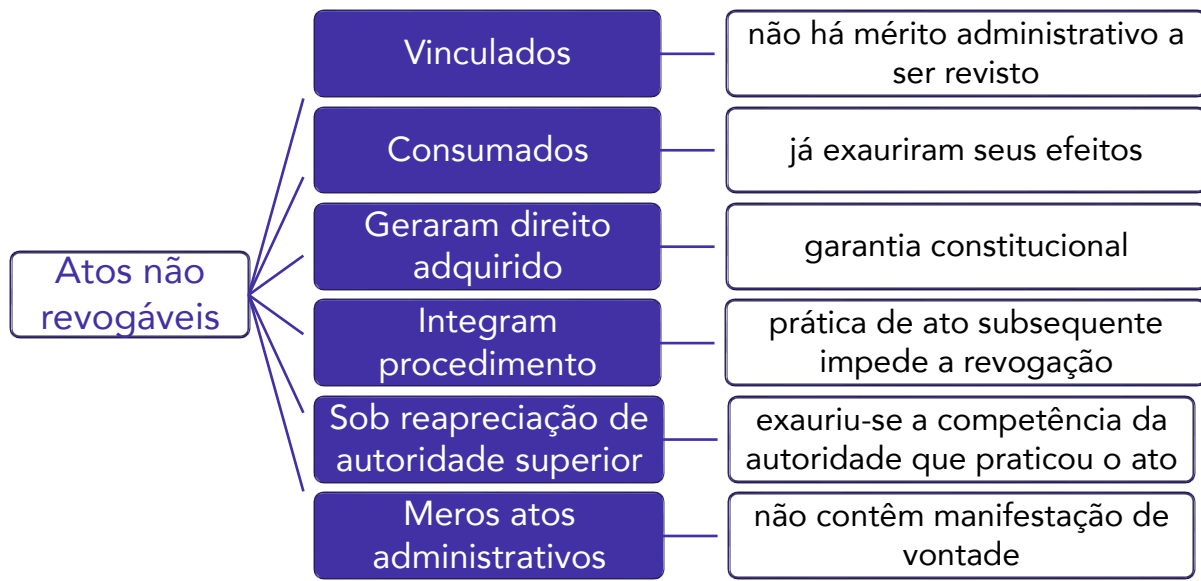 Atos não
revogáveis
Vinculados
não há mérito administrativo a
ser revisto
Consumados
já exauriram seus efeitos
Geraram direito
adquirido
garantia constitucional
Integram
procedimento
prática de ato subsequente
impede a revogação
Sob reapreciação de
autoridade superior
exauriu-se a competência da
autoridade que praticou o ato
Meros atos
administrativos
não contêm manifestação de
vontade